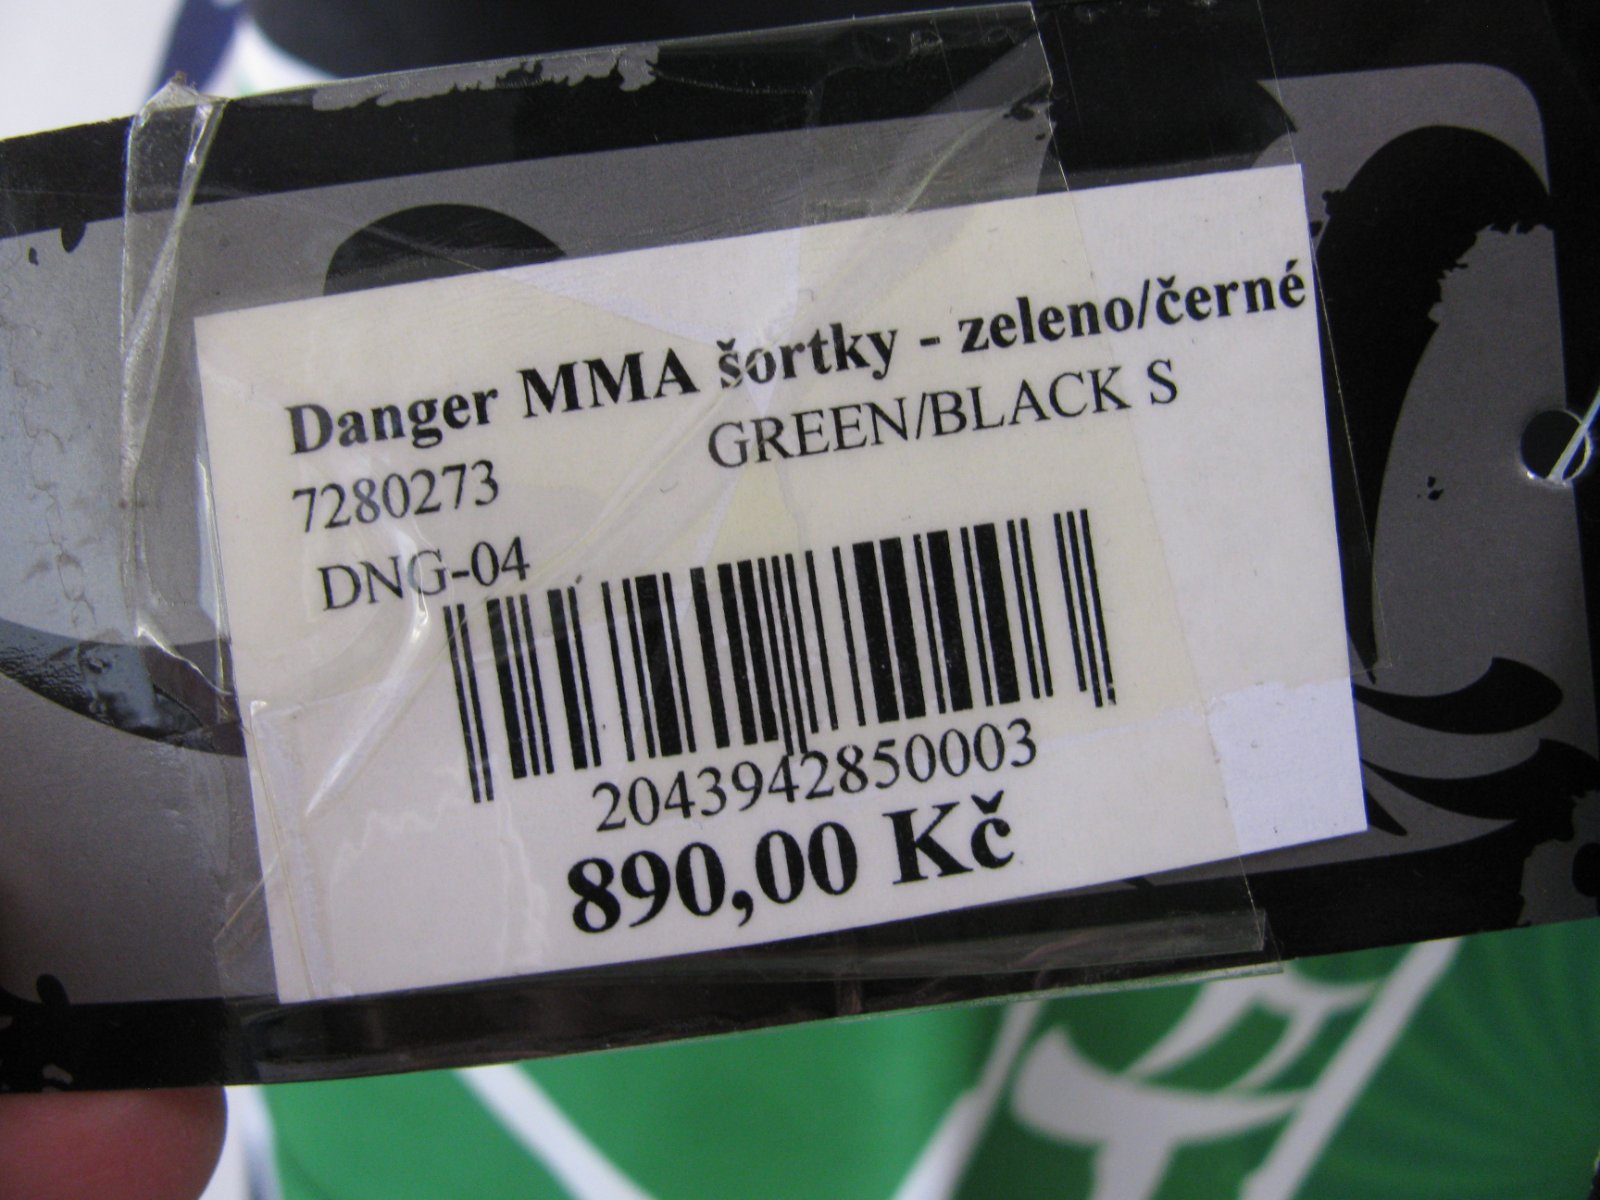 Danger MMA šortky - zeleno/černé
GREEN/BLACK S
7280273
DNG-04
2043942850003
890,00 Kč